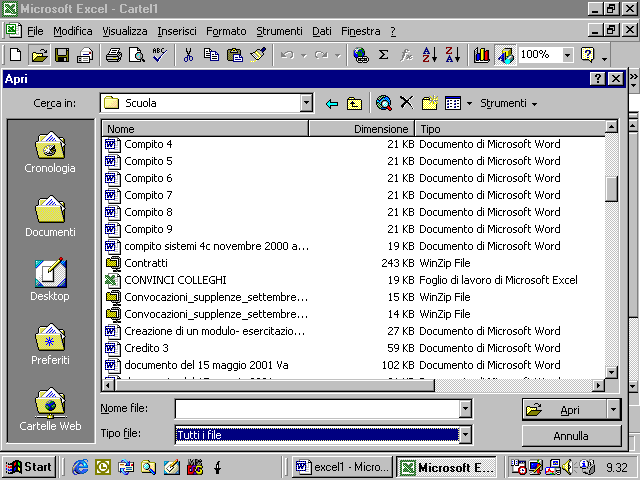 Microsoft Excel - Cartel1
File Modifica Visualizza Inserisci Formato Strumenti Dati Finestra ?
100%
Apri
Cerca in: Scuola Strumenti
Nome Dimensione Tipo
Compito 4 21 KB Documento di Microsoft Word
Compito 5 21 KB Documento di Microsoft Word
Compito 6 21 KB Documento di Microsoft Word
Compito 7 21 KB Documento di Microsoft Word
Compito 8 21 KB Documento di Microsoft Word
Compito 9 21 KB Documento di Microsoft Word
compito sistemi 4c novembre 2000 a... 19 KB Documento di Microsoft Word
Contratti 243 KB WinZip File
CONVINCI COLLEGHI 19 KB Foglio di lavoro di Microsoft Excel
Convocazioni_supplenze_settembre... 15 KB WinZip File
Convocazioni_supplenze_settembre... 14 KB WinZip File
Creazione di un modulo- esercitazio... 27 KB Documento di Microsoft Word
Credito 3 59 KB Documento di Microsoft Word
documento del 15 maggio 2001 Va 102 KB Documento di Microsoft Word
Cronologia
Documenti
Desktop
Preferiti
Cartelle Web
Nome file: Apri
Tipo file: Tutti i file Annulla
Start excel1 - Micro... Microsoft E... 9.32